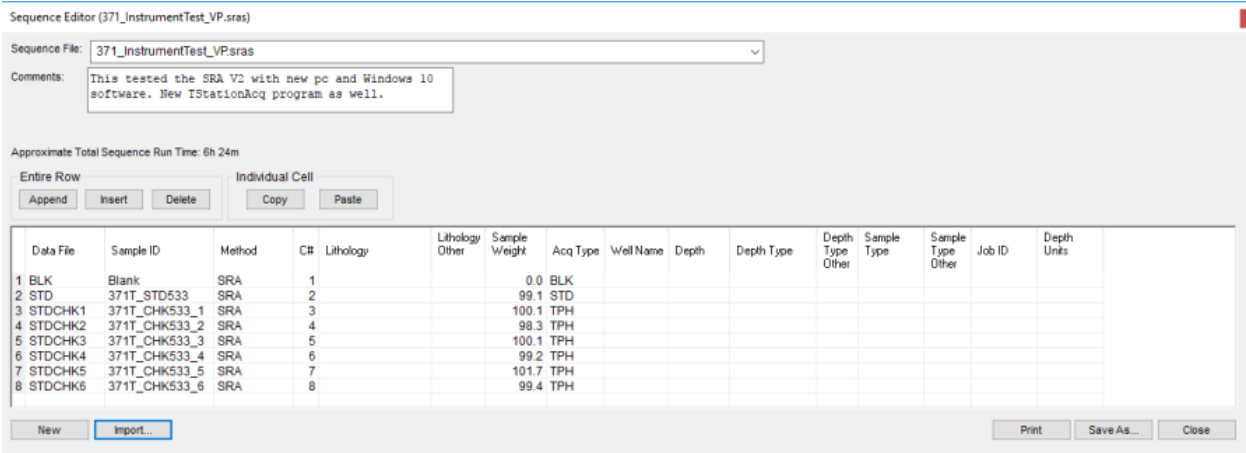 Sequence Editor (371_InstrumentTest_VP.sras)
Sequence File: 371_InstrumentTest_VP.sras
Comments: This tested the SRA V2 with new pc and Windows 10
software. New TStationAcq program as well.
Approximate Total Sequence Run Time: 6h 24m
Entire Row Individual Cell
Append Insert Delete Copy Paste
Data File Sample ID Method C# Lithology Lithology Other Sample Weight Acq Type Well Name Depth Depth Type Depth Type Other Sample Type Sample Type Other Job ID Depth Units
1 BLK Blank SRA 1 0.0 BLK
2 STD 371T_STD533 SRA 2 99.1 STD
3 STDCHK1 371T_CHK533_1 SRA 3 100.1 TPH
4 STDCHK2 371T_CHK533_2 SRA 4 98.3 TPH
5 STDCHK3 371T_CHK533_3 SRA 5 100.1 TPH
6 STDCHK4 371T_CHK533_4 SRA 6 99.2 TPH
7 STDCHK5 371T_CHK533_5 SRA 7 101.7 TPH
8 STDCHK6 371T_CHK533_6 SRA 8 99.4 TPH
New Import... Print Save As... Close